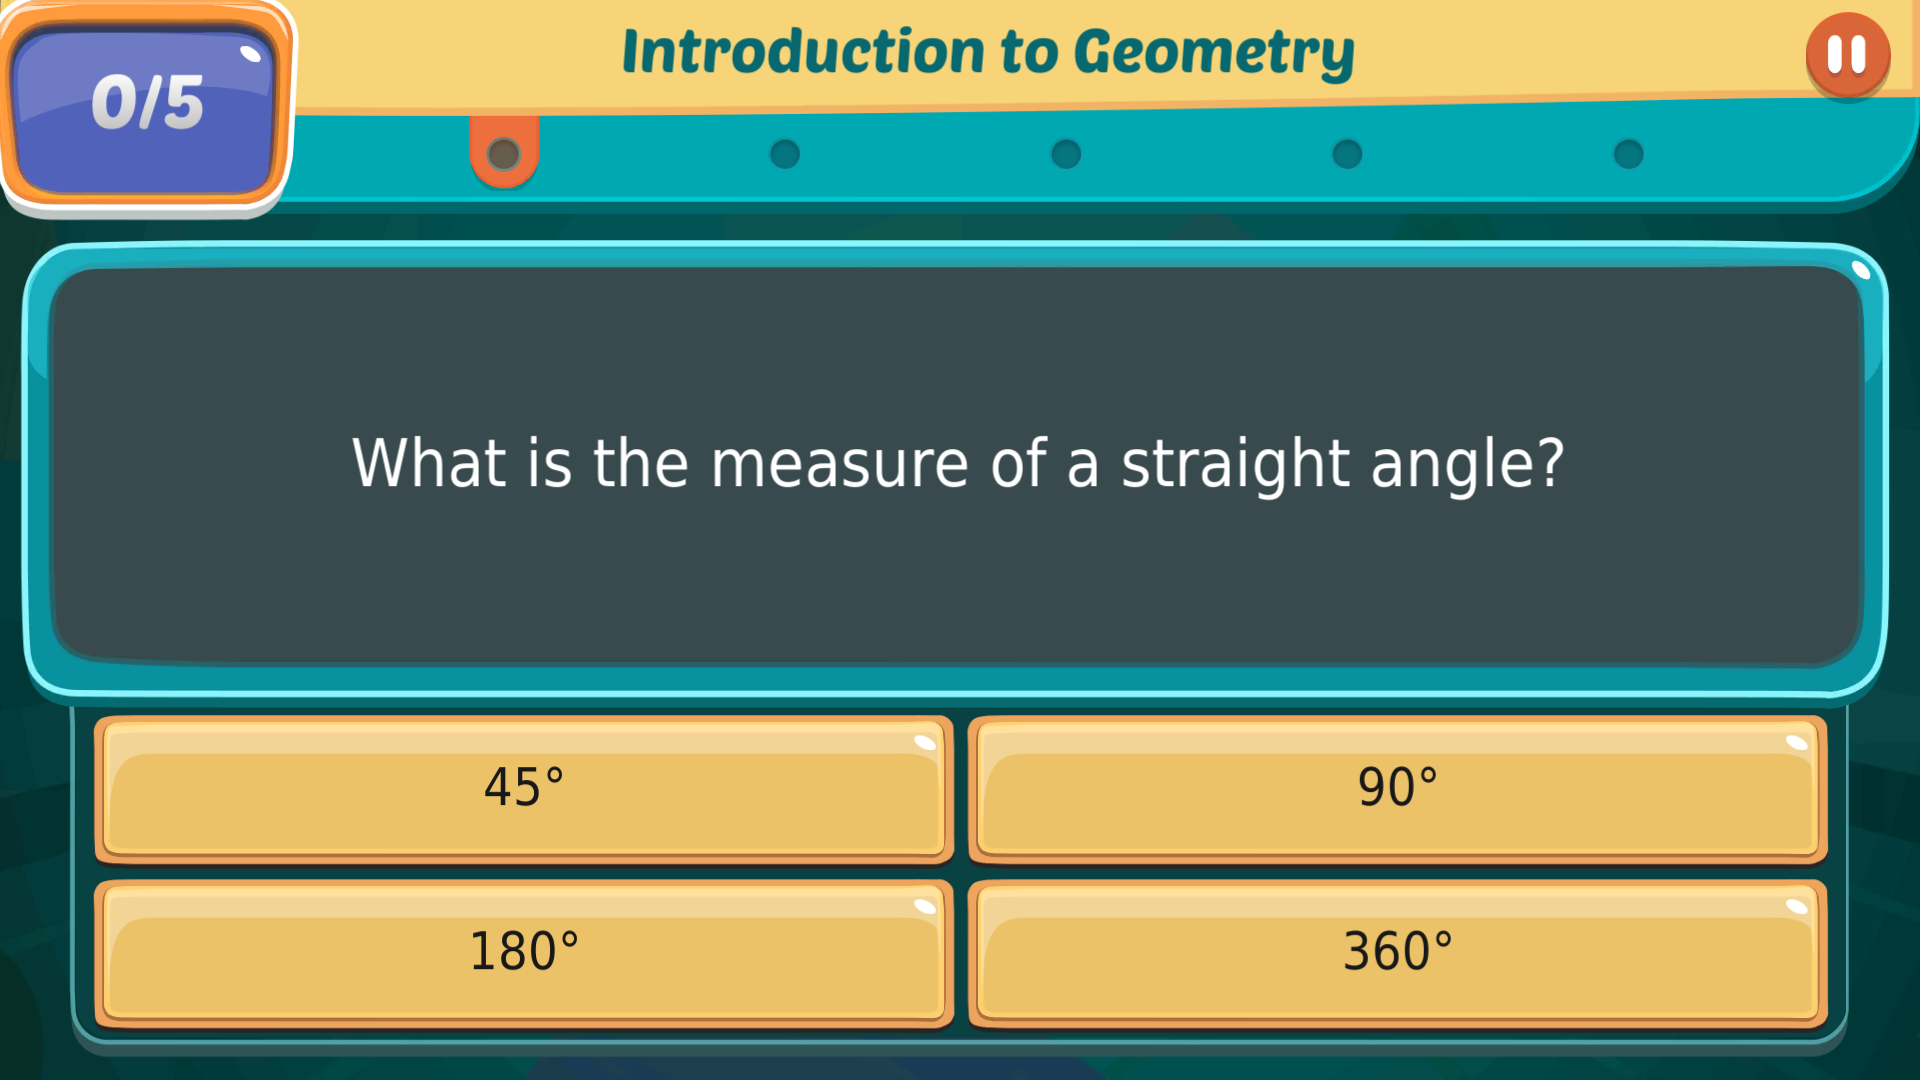 Introduction to Geometry
0/5
What is the measure of a straight angle?
45°
90°
180°
360°